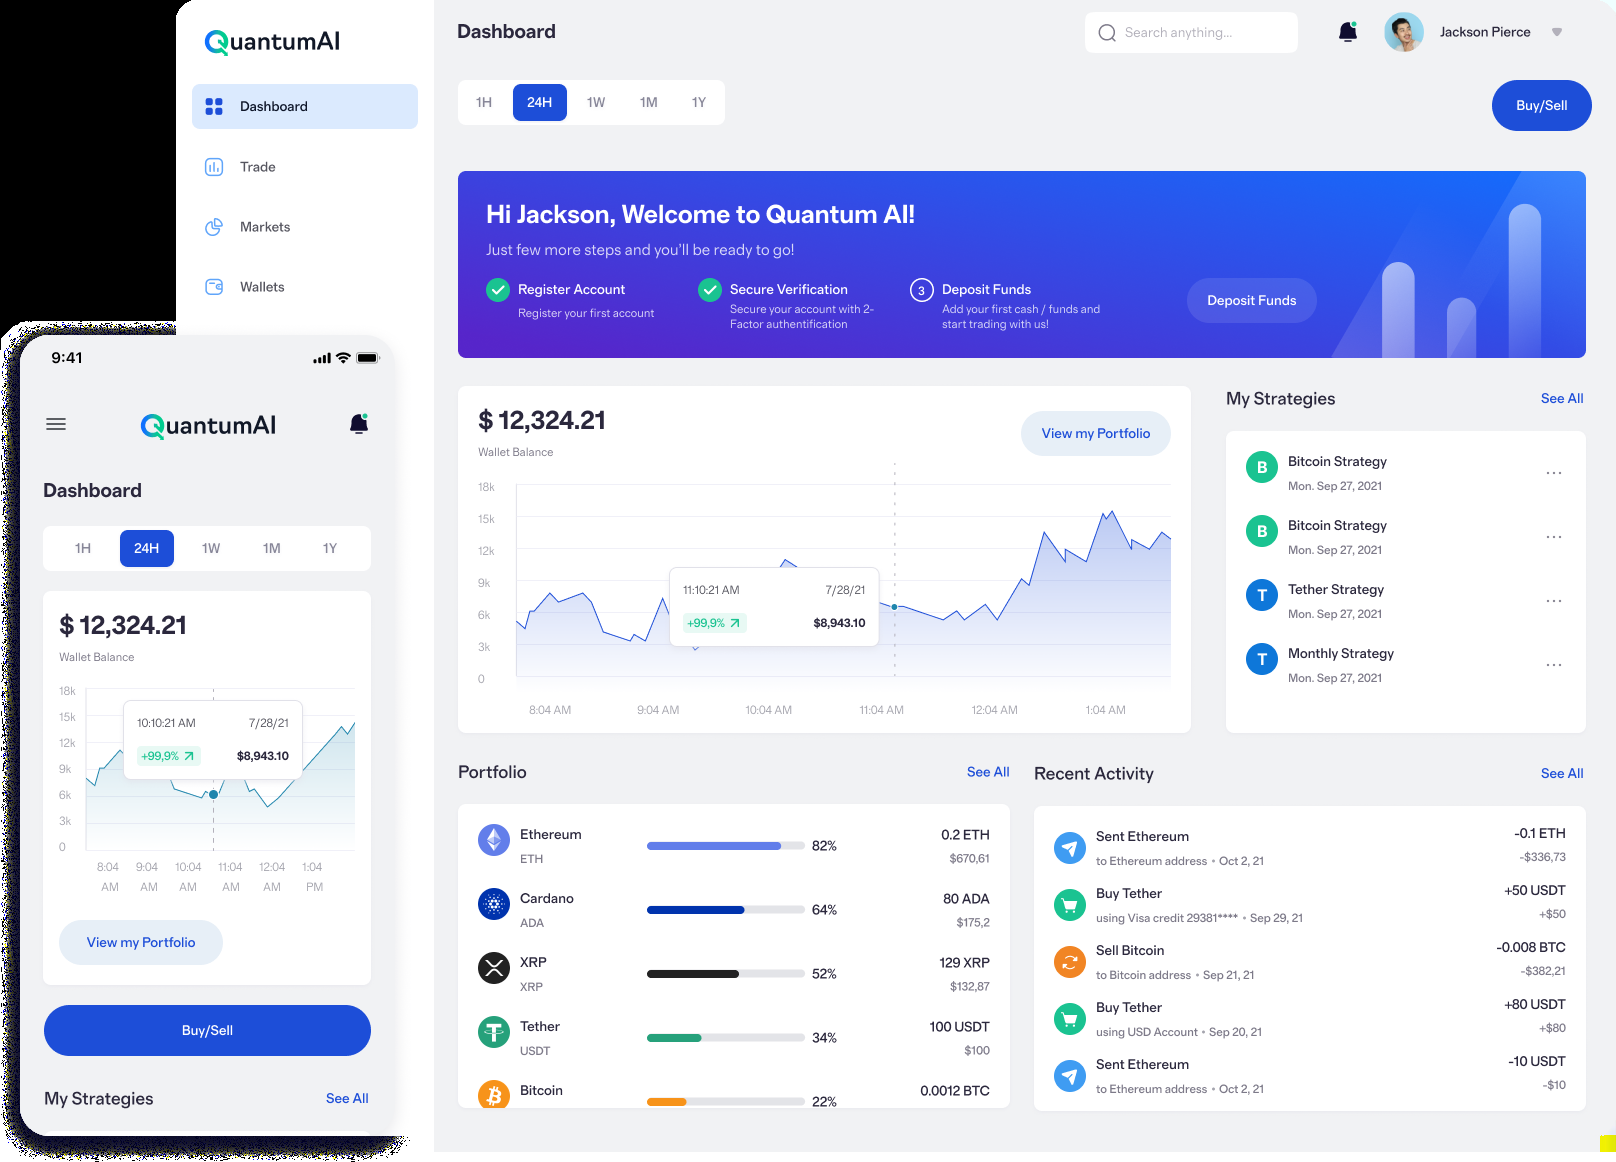 QuantumAI
Dashboard
Trade
Markets
Wallets
Dashboard
Search anything...
Jackson Pierce
1H 24H 1W 1M 1Y
Buy/Sell
Hi Jackson, Welcome to Quantum AI!
Just few more steps and you'll be ready to go!
Register Account
Register your first account
Secure Verification
Secure your account with 2-
Factor authentification
3
Deposit Funds
Add your first cash / funds and
start trading with us!
Deposit Funds
$ 12,324.21
Wallet Balance
View my Portfolio
18k
15k
12k
9k
6k
3k
0
11:10:21 AM 7/28/21
+99,9% $8,943.10
8:04 AM 9:04 AM 10:04 AM 11:04 AM 12:04 AM 1:04 AM
My Strategies See All
B
Bitcoin Strategy
Mon. Sep 27, 2021
...
B
Bitcoin Strategy
Mon. Sep 27, 2021
...
T
Tether Strategy
Mon. Sep 27, 2021
...
T
Monthly Strategy
Mon. Sep 27, 2021
...
Portfolio See All
Ethereum 82% 0.2 ETH
ETH $670,61
Cardano 64% 80 ADA
ADA $175,2
XRP 52% 129 XRP
XRP $132,87
Tether 34% 100 USDT
USDT $100
Bitcoin 22% 0.0012 BTC
Recent Activity See All
Sent Ethereum -0.1 ETH
to Ethereum address • Oct 2, 21 -$336,73
Buy Tether +50 USDT
using Visa credit 29381**** • Sep 29, 21 +$50
Sell Bitcoin -0.008 BTC
to Bitcoin address • Sep 21, 21 -$382,21
Buy Tether +80 USDT
using USD Account • Sep 20, 21 +$80
Sent Ethereum -10 USDT
to Ethereum address • Oct 2, 21 -$10
9:41
QuantumAI
Dashboard
1H 24H 1W 1M 1Y
$ 12,324.21
Wallet Balance
18k
15k
12k
9k
6k
3k
0
10:10:21 AM 7/28/21
+99,9% $8,943.10
8:04 9:04 10:04 11:04 12:04 1:04
AM AM AM AM AM PM
View my Portfolio
Buy/Sell
My Strategies See All